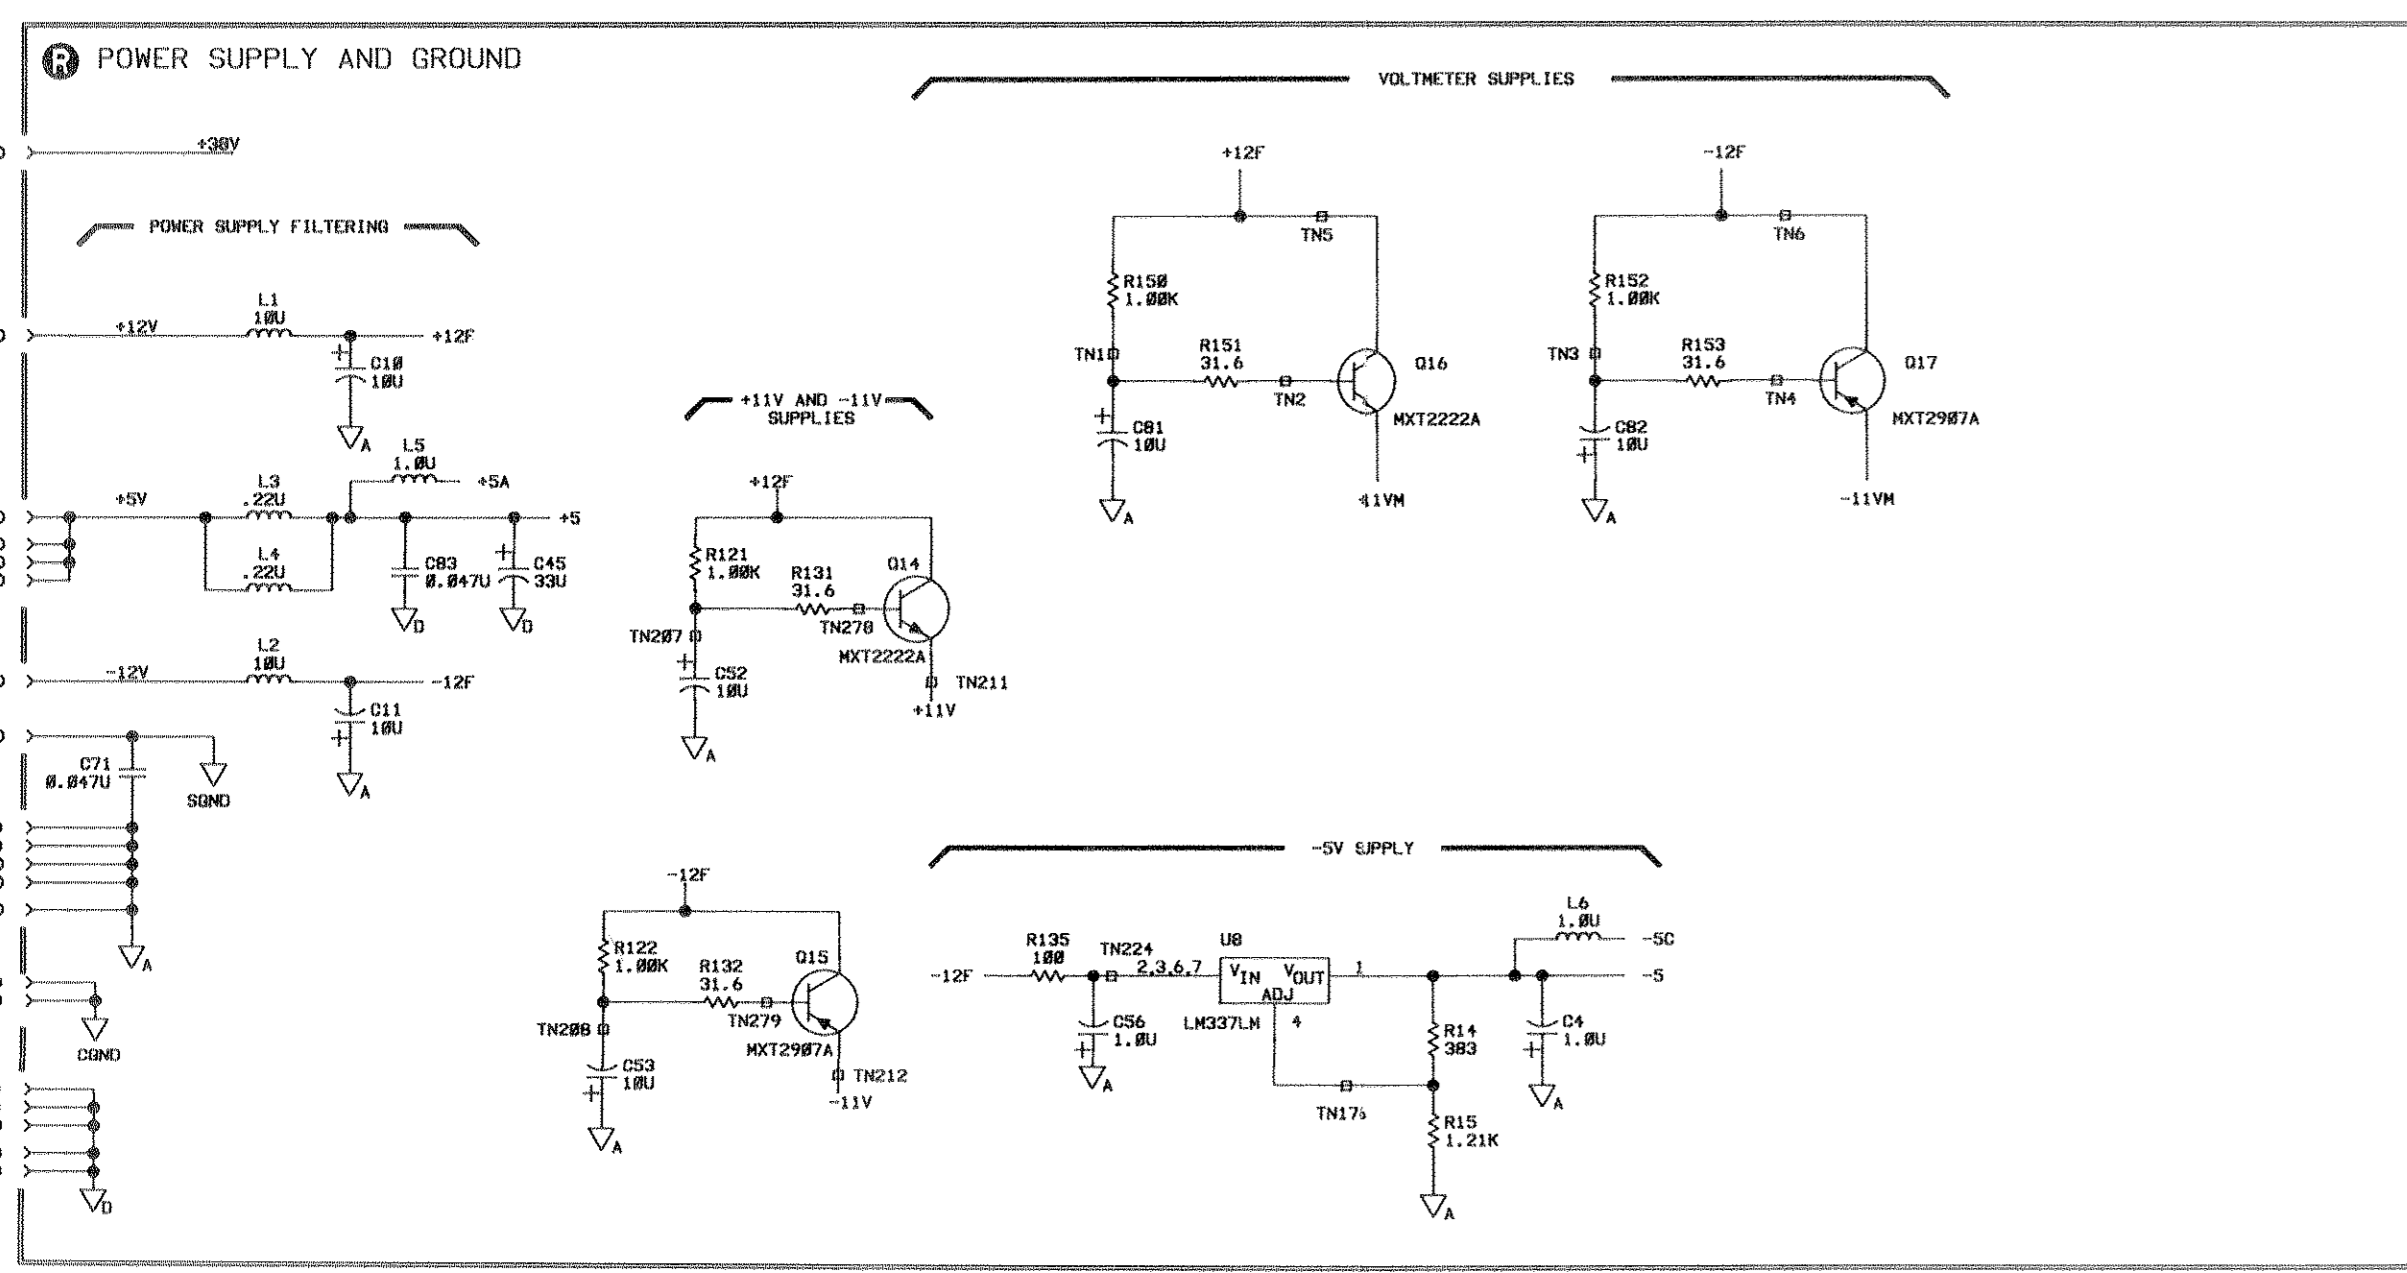 R POWER SUPPLY AND GROUND
VOLTMETER SUPPLIES
+30V
POWER SUPPLY FILTERING
+12V
L1
10U
+12F
C10
10U
A
+5V
L3
.22U
L4
.22U
L5
1.0U
+5A
+5
C83
0.047U
D
C45
33U
D
-12V
L2
10U
-12F
C11
10U
A
C71
0.047U
SGND
A
CGND
D
+11V AND -11V
SUPPLIES
+12F
R121
1.00K
R131
31.6
Q14
TN207
TN278
MXT2222A
C52
10U
TN211
+11V
A
-12F
R122
1.00K
R132
31.6
Q15
TN208
TN279
MXT2907A
C53
10U
TN212
-11V
A
+12F
TN5
R150
1.00K
TN1
R151
31.6
TN2
Q16
MXT2222A
C81
10U
A
-12F
TN6
R152
1.00K
TN3
R153
31.6
TN4
Q17
MXT2907A
C82
10U
-11VM
A
-5V SUPPLY
-12F
R135
100
TN224
2,3,6,7
U8
VIN VOUT
ADJ
1
LM337LM
4
C56
1.0U
A
R14
383
R15
1.21K
A
L6
1.0U
-5C
-5
C4
1.0U
A